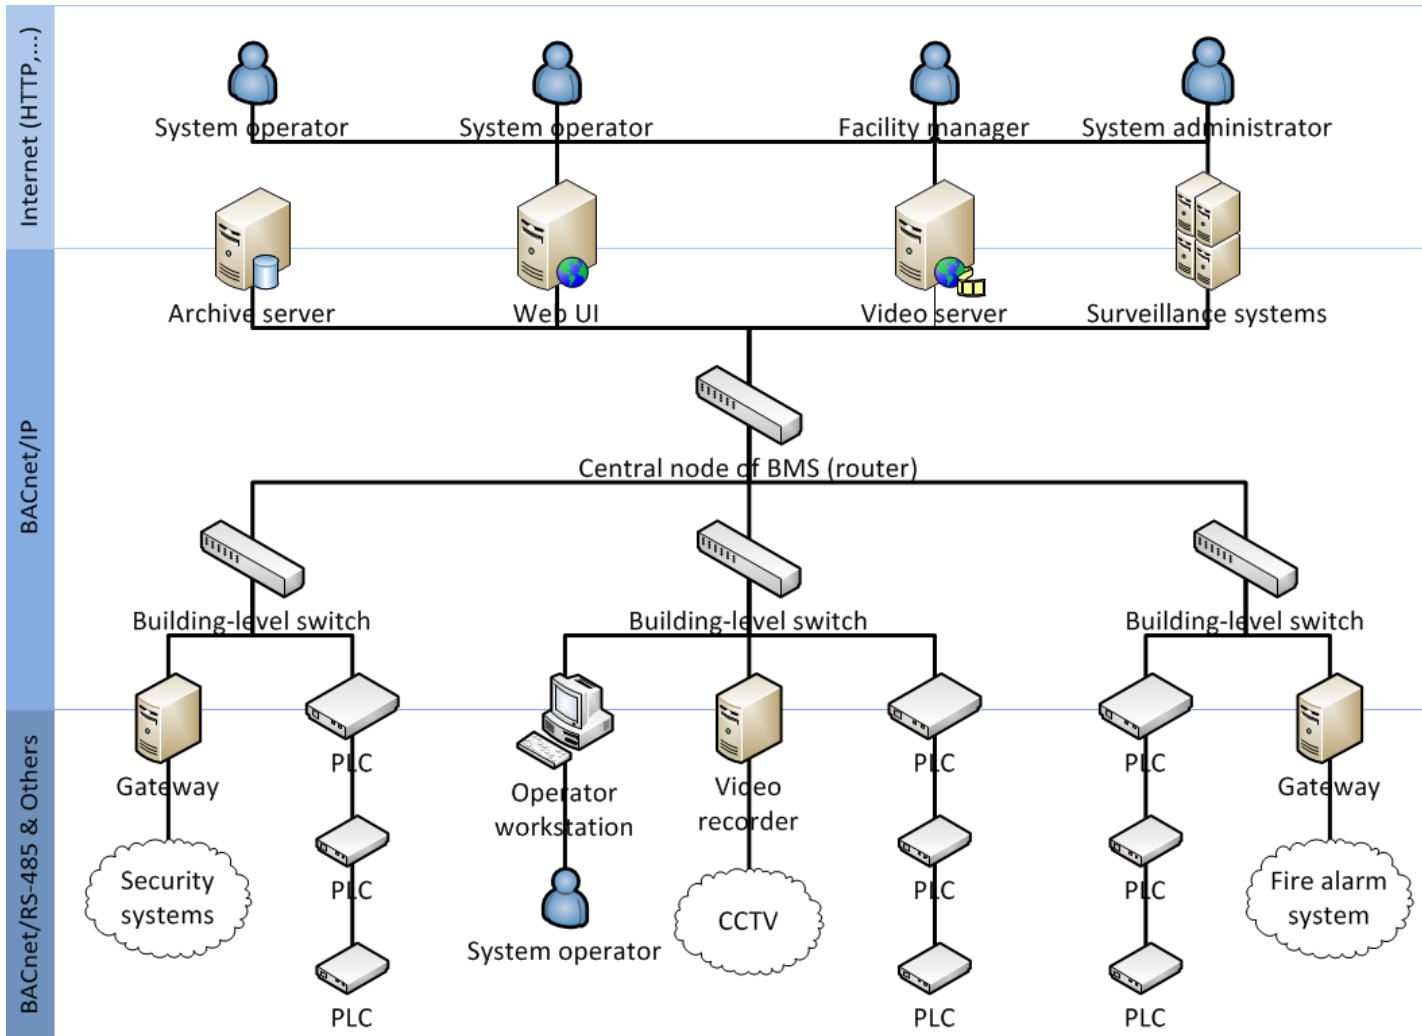 Internet (HTTP,...)
System operator
System operator
Facility manager
System administrator
Archive server
Web UI
Video server
Surveillance systems
BACnet/IP
Central node of BMS (router)
Building-level switch
Building-level switch
Building-level switch
BACnet/RS-485 & Others
Gateway
PLC
Operator
workstation
Video
recorder
PLC
PLC
Gateway
Security
systems
PLC
System operator
CCTV
PLC
PLC
Fire alarm
system
PLC
PLC
PLC